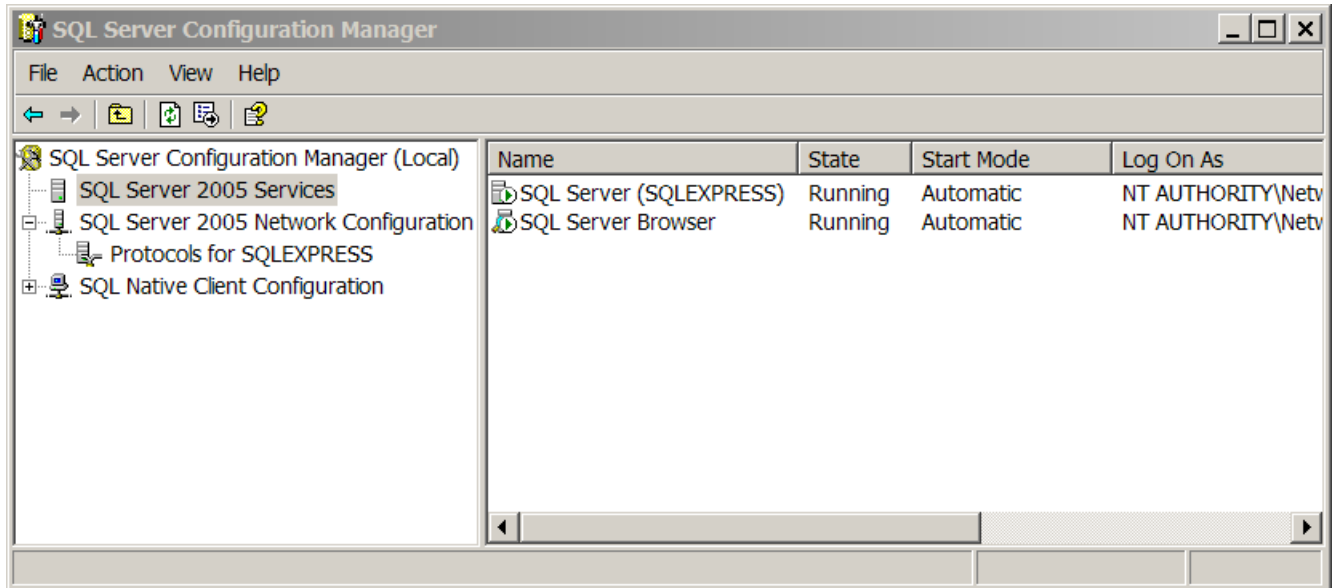 SQL Server Configuration Manager
File Action View Help
SQL Server Configuration Manager (Local)
SQL Server 2005 Services
SQL Server 2005 Network Configuration
Protocols for SQLEXPRESS
SQL Native Client Configuration
Name State Start Mode Log On As
SQL Server (SQLEXPRESS) Running Automatic NT AUTHORITY\Netw
SQL Server Browser Running Automatic NT AUTHORITY\Netw